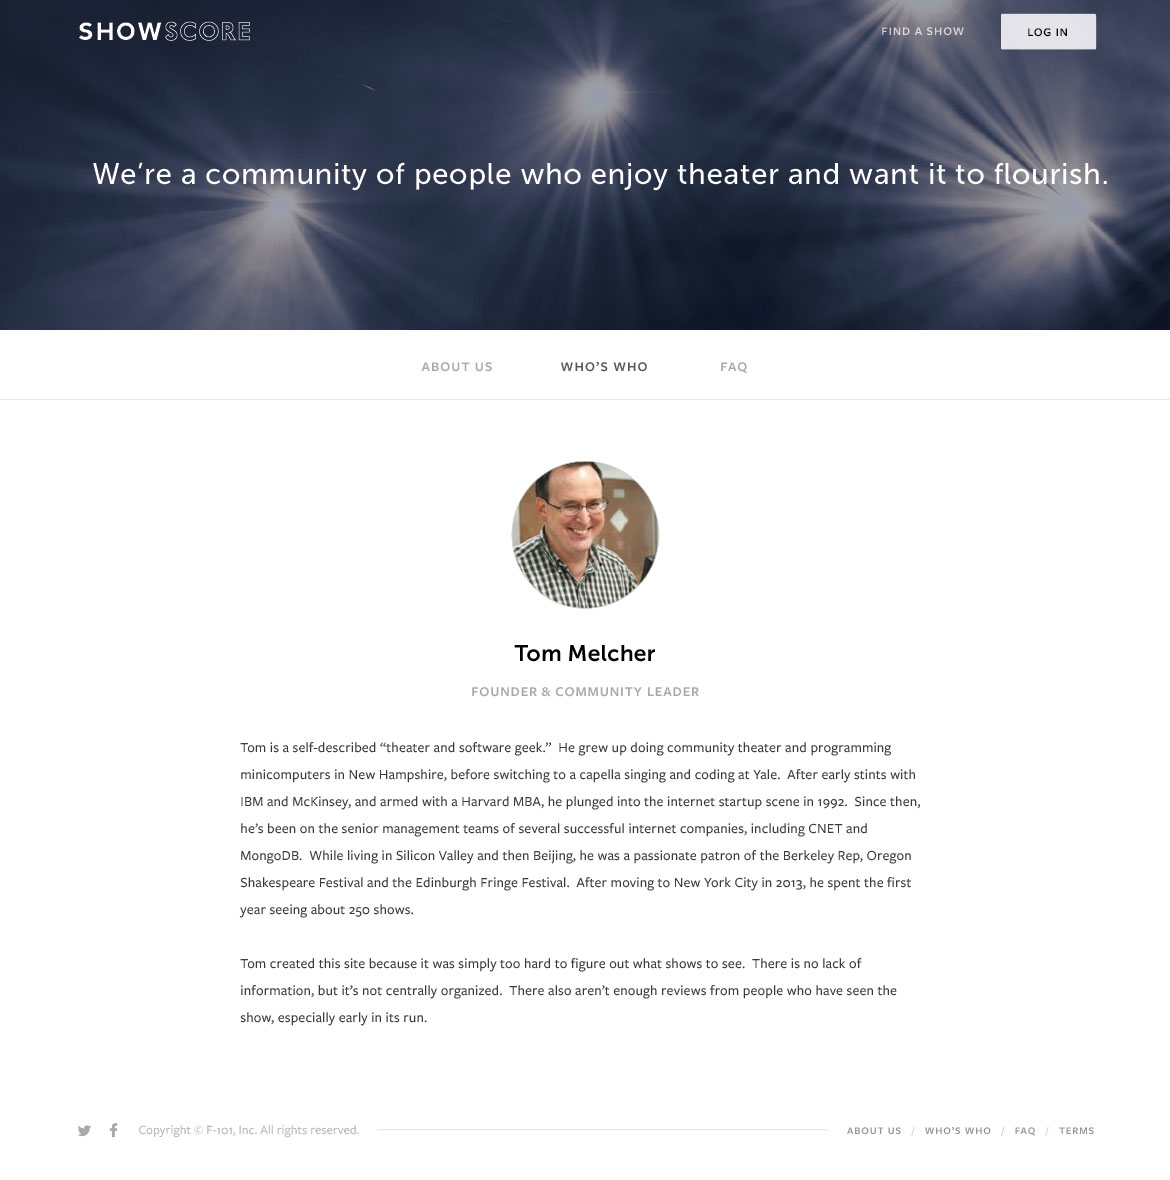 SHOWSCORE
FIND A SHOW
LOG IN
We’re a community of people who enjoy theater and want it to flourish.
ABOUT US
WHO’S WHO
FAQ
Tom Melcher
FOUNDER & COMMUNITY LEADER
Tom is a self-described “theater and software geek.”  He grew up doing community theater and programming
minicomputers in New Hampshire, before switching to a capella singing and coding at Yale.  After early stints with
IBM and McKinsey, and armed with a Harvard MBA, he plunged into the internet startup scene in 1992.  Since then,
he’s been on the senior management teams of several successful internet companies, including CNET and
MongoDB.  While living in Silicon Valley and then Beijing, he was a passionate patron of the Berkeley Rep, Oregon
Shakespeare Festival and the Edinburgh Fringe Festival.  After moving to New York City in 2013, he spent the first
year seeing about 250 shows.
Tom created this site because it was simply too hard to figure out what shows to see.  There is no lack of
information, but it’s not centrally organized.  There also aren’t enough reviews from people who have seen the
show, especially early in its run.
Copyright © F-101, Inc. All rights reserved.
ABOUT US / WHO’S WHO / FAQ / TERMS